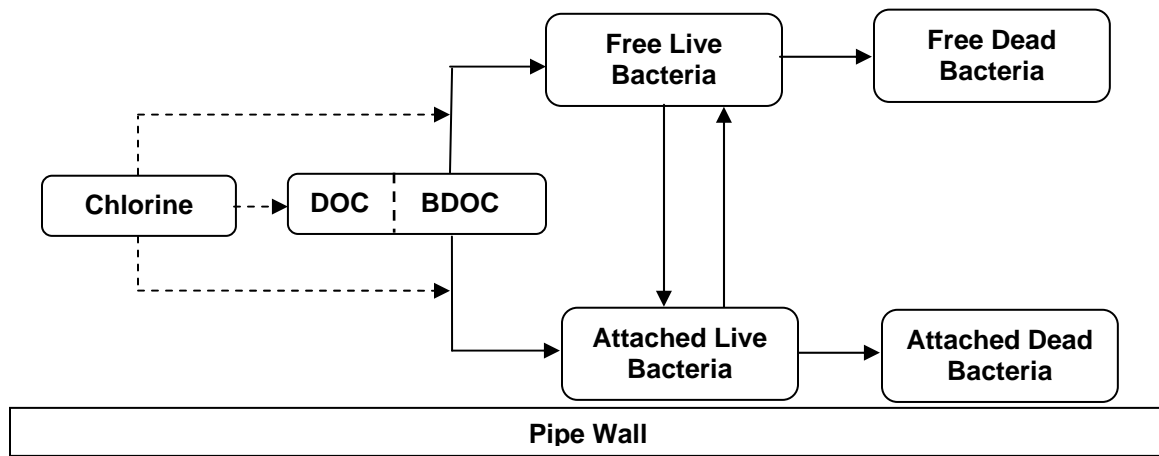 Free Live
Bacteria
Free Dead
Bacteria
Chlorine
DOC
BDOC
Attached Live
Bacteria
Attached Dead
Bacteria
Pipe Wall